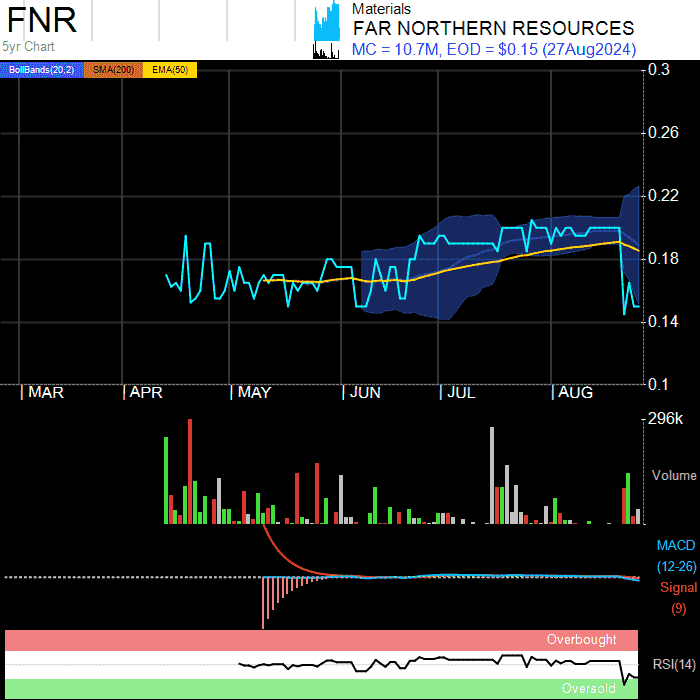 FNR
5yr Chart
Materials
FAR NORTHERN RESOURCES
MC = 10.7M, EOD = $0.15 (27Aug2024)
BollBands(20,2) SMA(200) EMA(50)
0.3
0.26
0.22
0.18
0.14
0.1
MAR APR MAY JUN JUL AUG
296k
Volume
MACD
(12-26)
Signal
(9)
Overbought
RSI(14)
Oversold